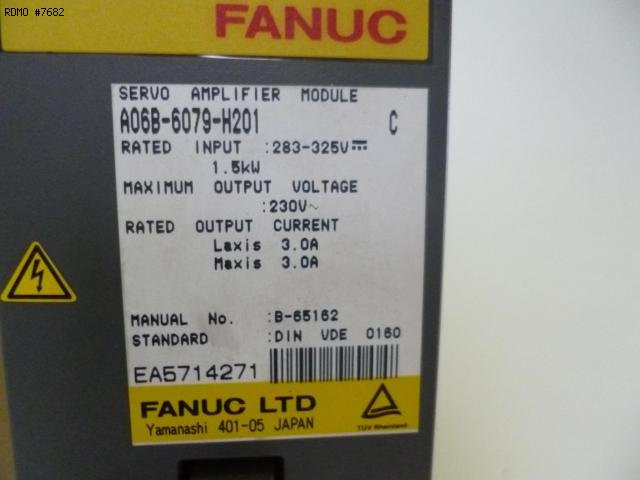 RDMO #7682
FANUC
SERVO AMPLIFIER MODULE
A06B-6079-H201 C
RATED INPUT :283-325V⎓
1.5kW
MAXIMUM OUTPUT VOLTAGE
:230V~
RATED OUTPUT CURRENT
Laxis 3.0A
Maxis 3.0A
MANUAL No. :B-65162
STANDARD :DIN VDE 0160
EA5714271
FANUC LTD
Yamanashi 401-05 JAPAN
TÜV Rheinland